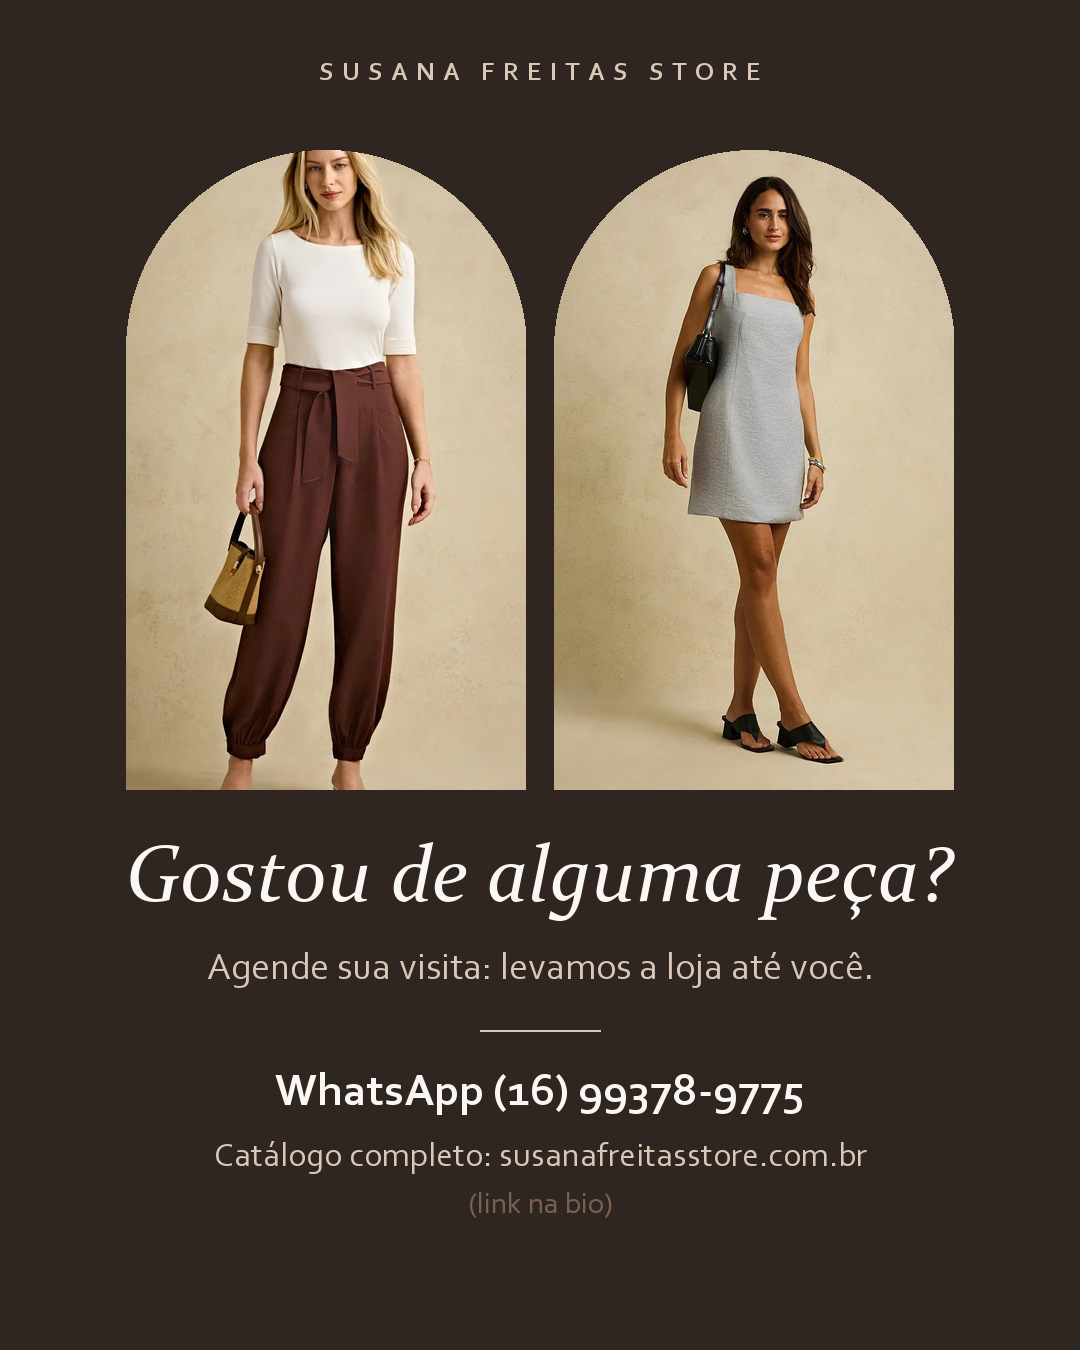 SUSANA FREITAS STORE
Gostou de alguma peça?
Agende sua visita: levamos a loja até você.
WhatsApp (16) 99378-9775
Catálogo completo: susanafreitasstore.com.br
(link na bio)